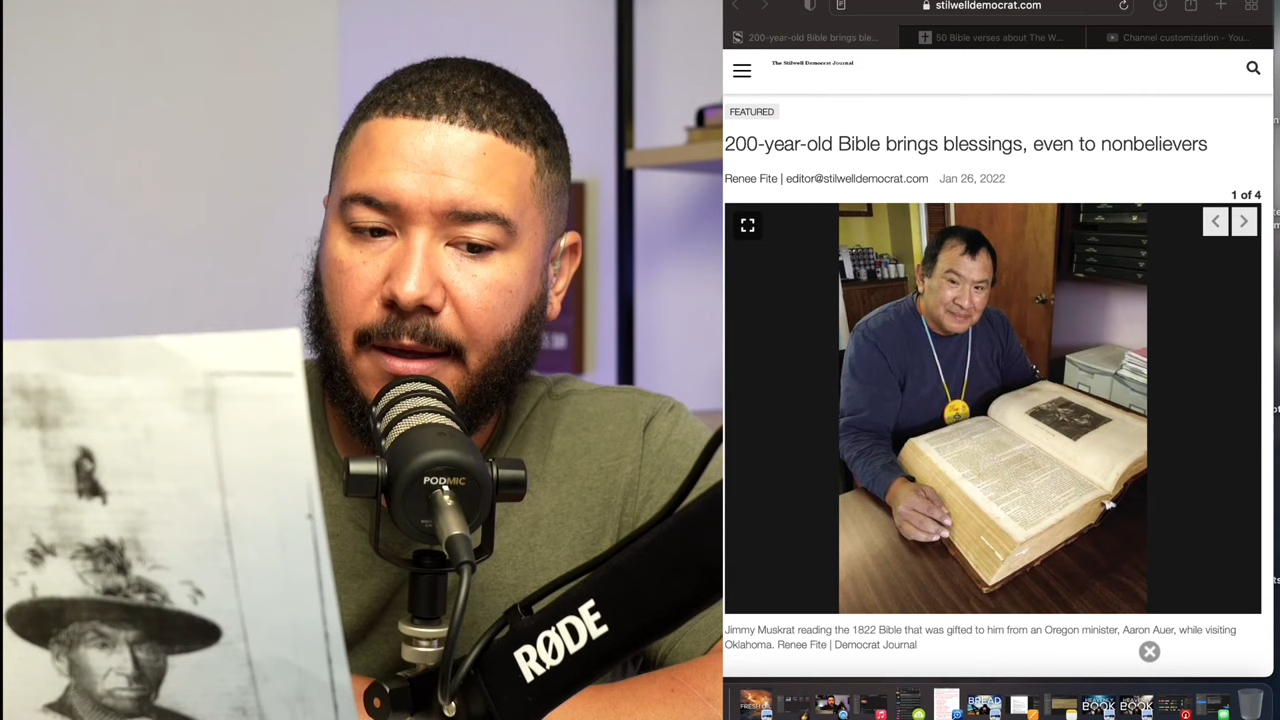 stilwelldemocrat.com
200-year-old Bible brings ble...
50 Bible verses about The W...
Channel customization - You...
The Stilwell Democrat Journal
FEATURED
200-year-old Bible brings blessings, even to nonbelievers
Renee Fite | editor@stilwelldemocrat.com Jan 26, 2022
1 of 4
Jimmy Muskrat reading the 1822 Bible that was gifted to him from an Oregon minister, Aaron Auer, while visiting
Oklahoma. Renee Fite | Democrat Journal
PODMIC
RØDE
FRESH
BREAD
HEAVENLY
BOOK
BOOK